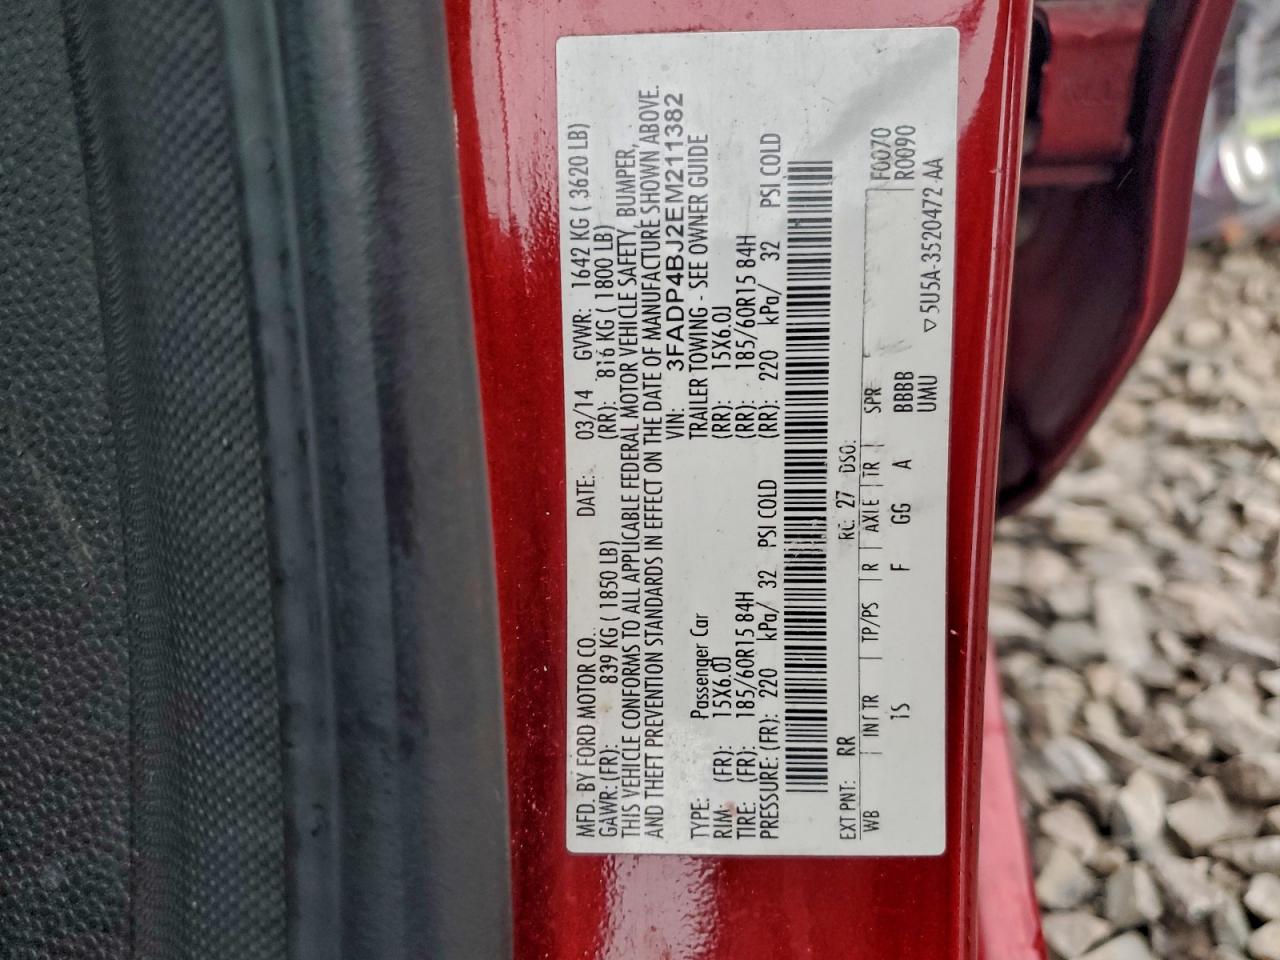 MFD. BY FORD MOTOR CO. DATE: 03/14 GVWR: 1642 KG ( 3620 LB)
GAWR: (FR): 839 KG ( 1850 LB) (RR): 816 KG ( 1800 LB)
THIS VEHICLE CONFORMS TO ALL APPLICABLE FEDERAL MOTOR VEHICLE SAFETY, BUMPER,
AND THEFT PREVENTION STANDARDS IN EFFECT ON THE DATE OF MANUFACTURE SHOWN ABOVE.
VIN: 3FADP4BJ2EM211382
TYPE: Passenger Car TRAILER TOWING - SEE OWNER GUIDE
RIM: (FR): 15X6.0J (RR): 15X6.0J
TIRE: (FR): 185/60R15 84H (RR): 185/60R15 84H
PRESSURE: (FR): 220 kPa/ 32 PSI COLD (RR): 220 kPa/ 32 PSI COLD
EXT PNT: RR RC: 27 DSO: F0070
WB INT TR TP/PS R AXLE TR SPR R0090
1S F GG A BBBB
UMU ▽5U5A-3520472 AA